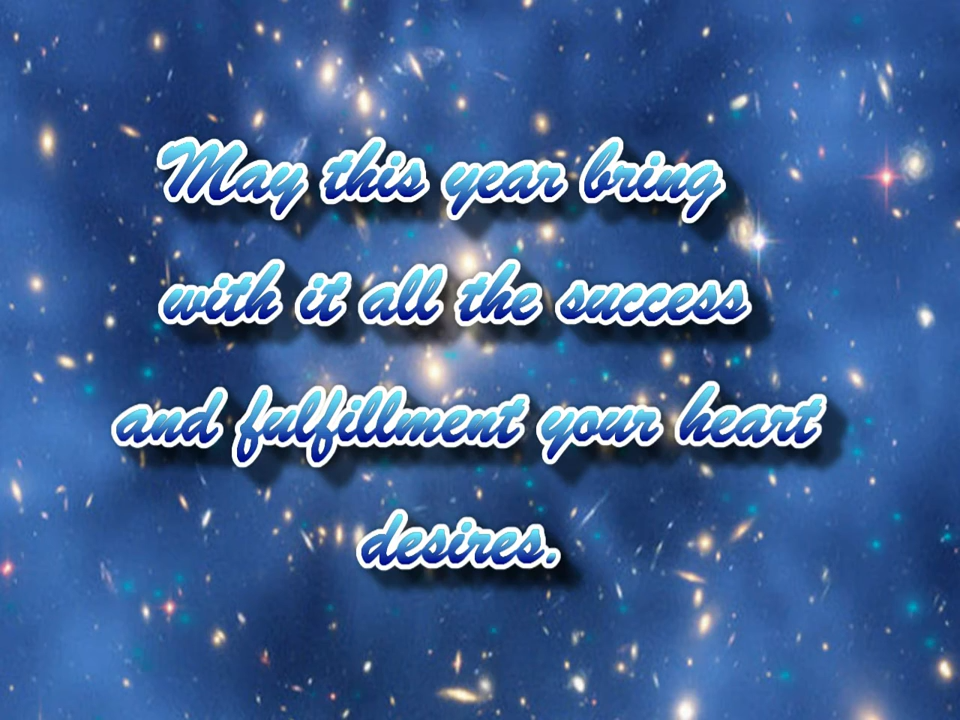 May this year bring
with it all the success
and fulfillment your heart
desires.